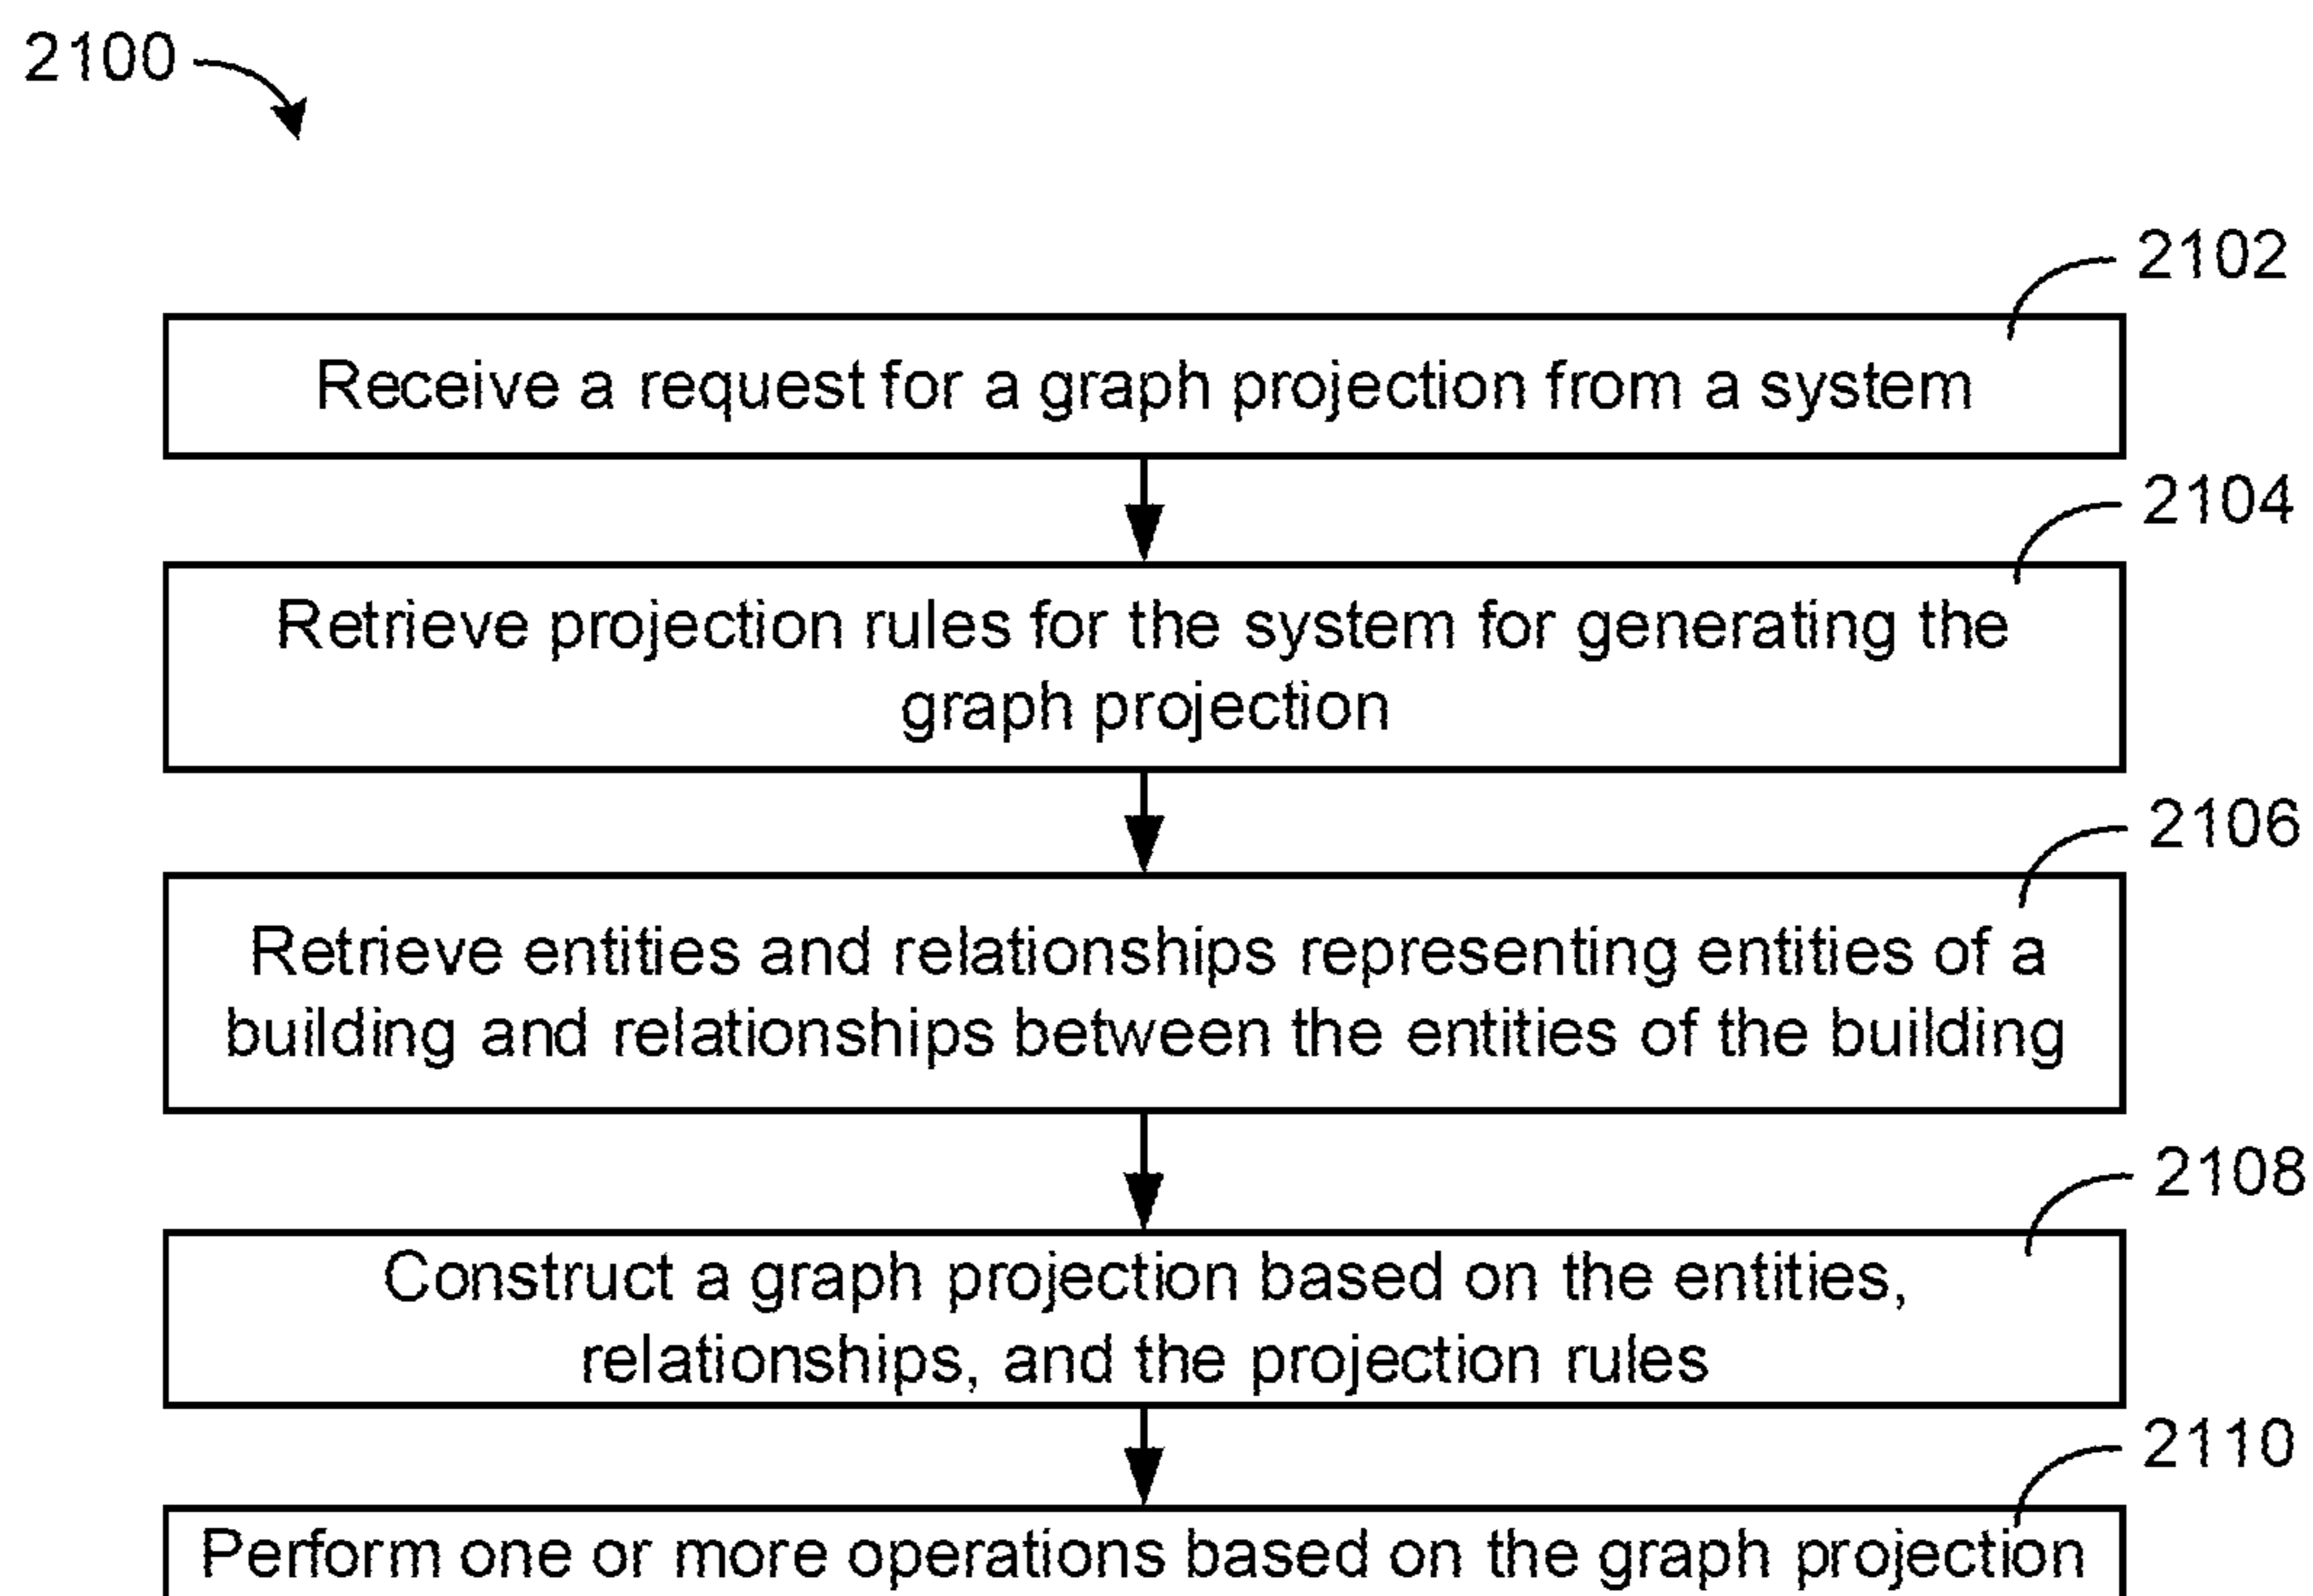 2100
2102
Receive a request for a graph projection from a system
2104
Retrieve projection rules for the system for generating the
graph projection
2106
Retrieve entities and relationships representing entities of a
building and relationships between the entities of the building
2108
Construct a graph projection based on the entities,
relationships, and the projection rules
2110
Perform one or more operations based on the graph projection